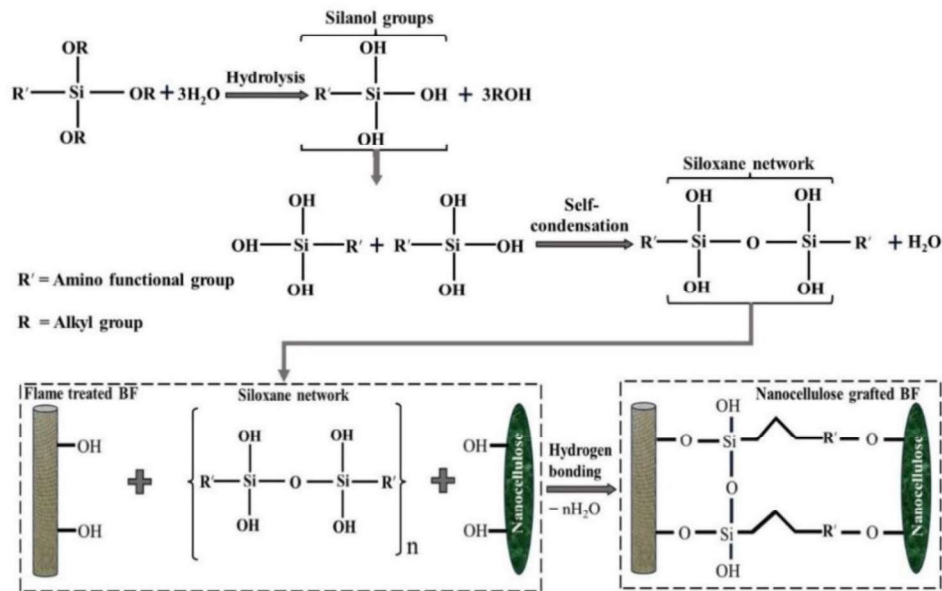 Silanol groups
OR
R′ — Si — OR + 3H₂O
OR
Hydrolysis
OH
R′ — Si — OH + 3ROH
OH
Siloxane network
OH
OH — Si — R′
OH
+
OH
R′ — Si — OH
OH
Self-
condensation
OH OH
R′ — Si — O — Si — R′ + H₂O
OH OH
R′ = Amino functional group
R = Alkyl group
Flame treated BF
OH
OH
+
Siloxane network
OH OH
R′ — Si — O — Si — R′
OH OH
n
+
OH
OH
Nanocellulose
Hydrogen
bonding
− nH₂O
Nanocellulose grafted BF
OH
O — Si R′ — O
O
O — Si R′ — O
OH
Nanocellulose